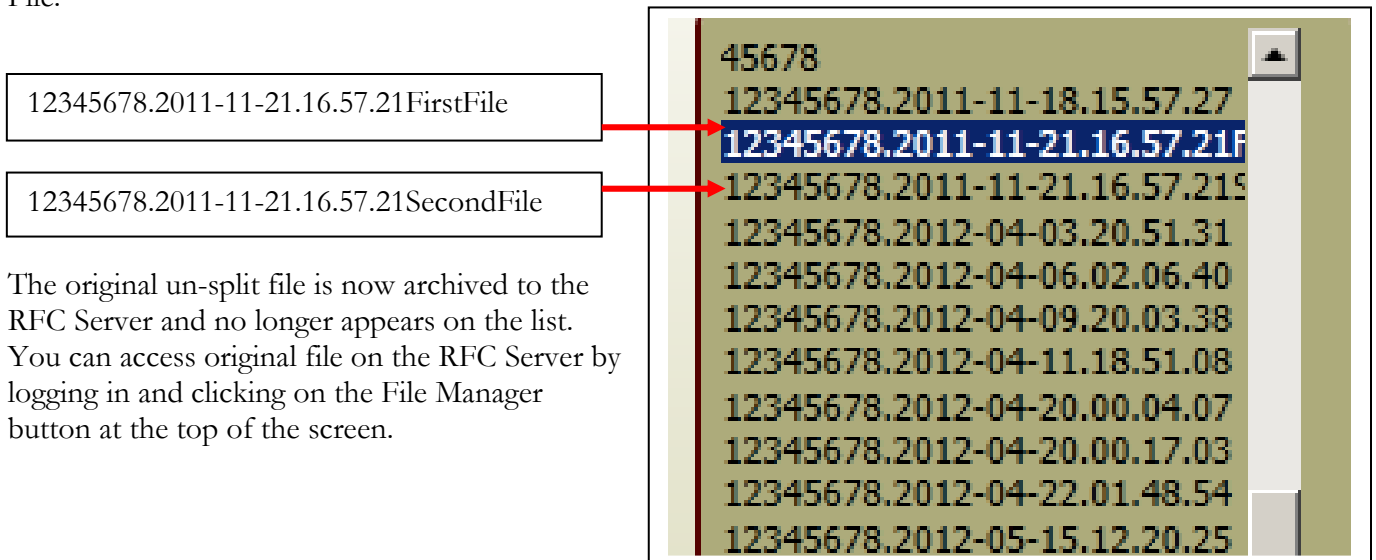 File.
12345678.2011-11-21.16.57.21FirstFile
12345678.2011-11-21.16.57.21SecondFile
The original un-split file is now archived to the
RFC Server and no longer appears on the list.
You can access original file on the RFC Server by
logging in and clicking on the File Manager
button at the top of the screen.
45678
12345678.2011-11-18.15.57.27
12345678.2011-11-21.16.57.21F
12345678.2011-11-21.16.57.21S
12345678.2012-04-03.20.51.31
12345678.2012-04-06.02.06.40
12345678.2012-04-09.20.03.38
12345678.2012-04-11.18.51.08
12345678.2012-04-20.00.04.07
12345678.2012-04-20.00.17.03
12345678.2012-04-22.01.48.54
12345678.2012-05-15.12.20.25